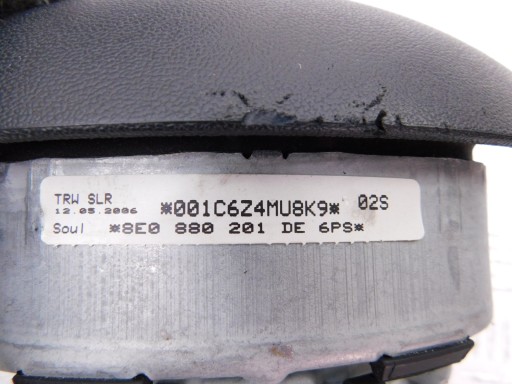 TRW SLR *001C6Z4MU8K9* 02S
12.05.2006
Soul *8E0 880 201 DE 6PS*